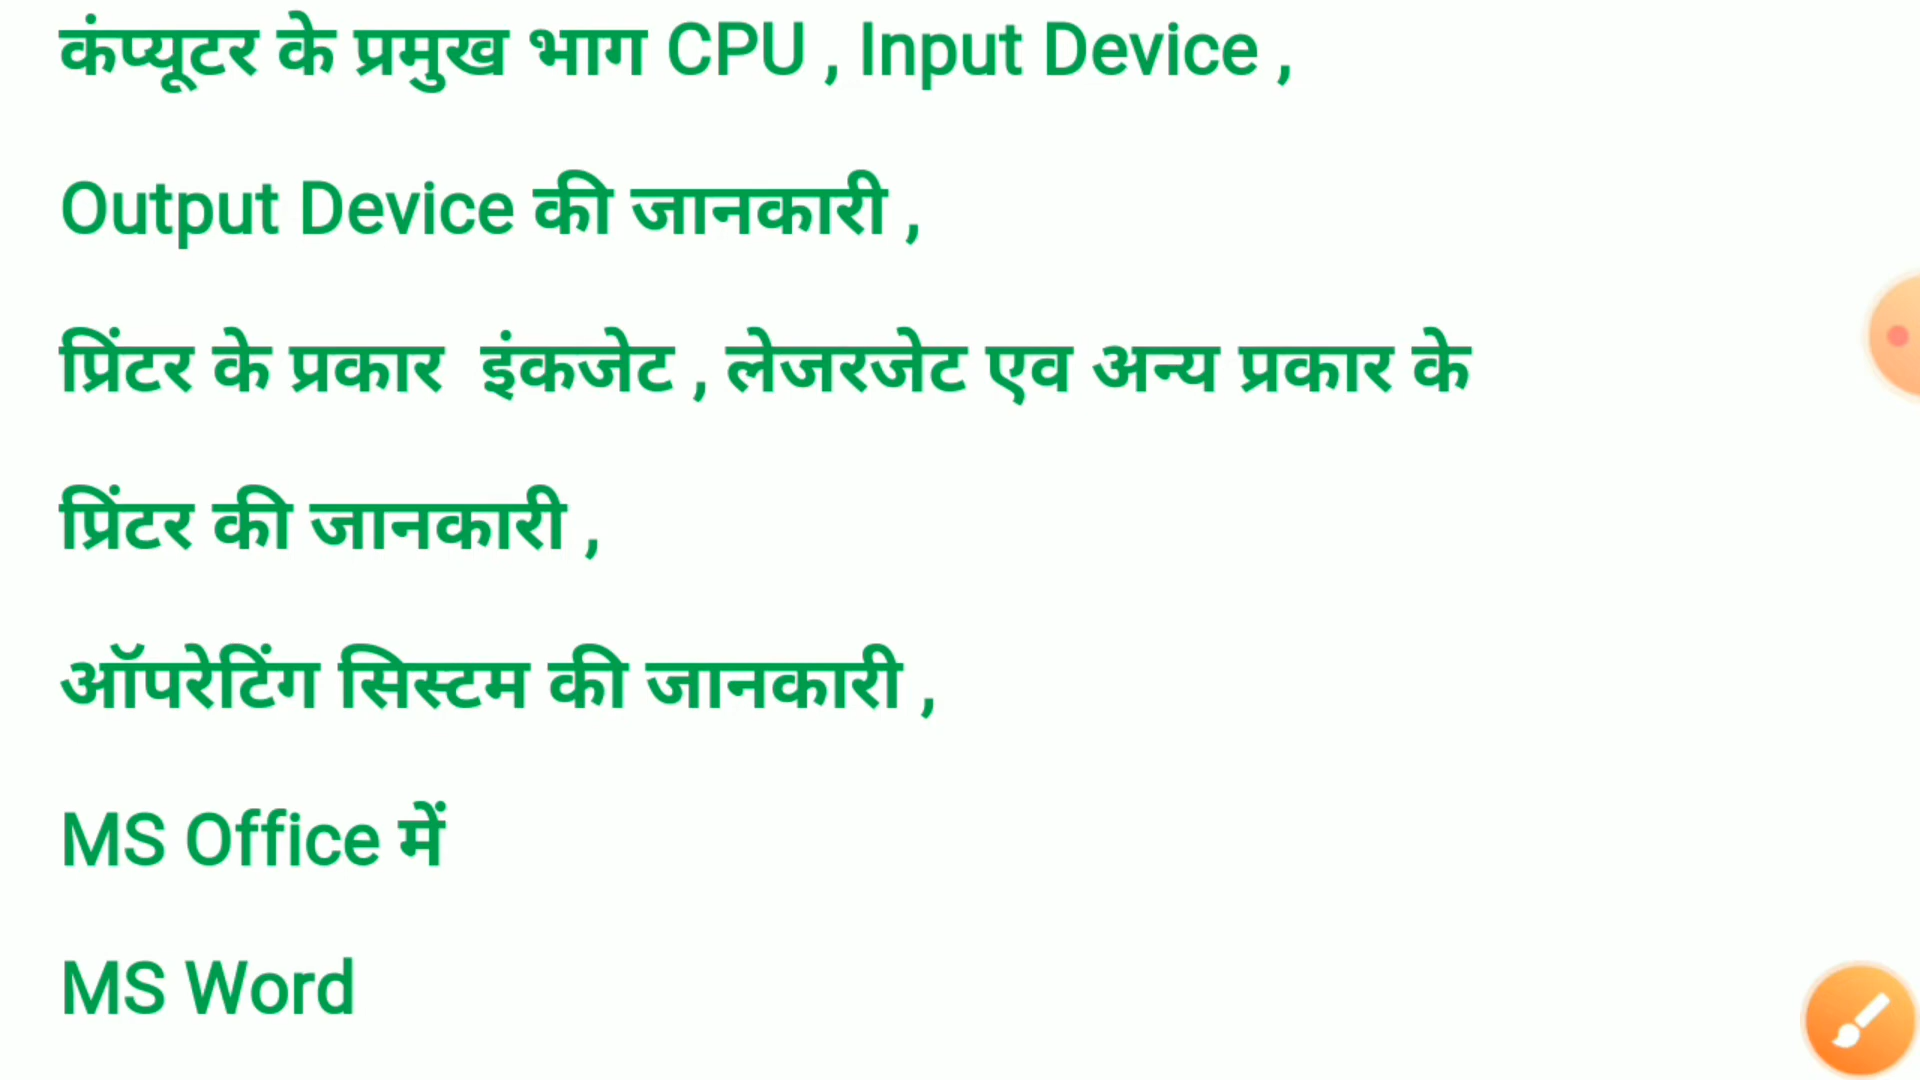 कंप्यूटर के प्रमुख भाग CPU , Input Device ,
Output Device की जानकारी ,
प्रिंटर के प्रकार  इंकजेट , लेजरजेट एव अन्य प्रकार के
प्रिंटर की जानकारी ,
ऑपरेटिंग सिस्टम की जानकारी ,
MS Office में
MS Word